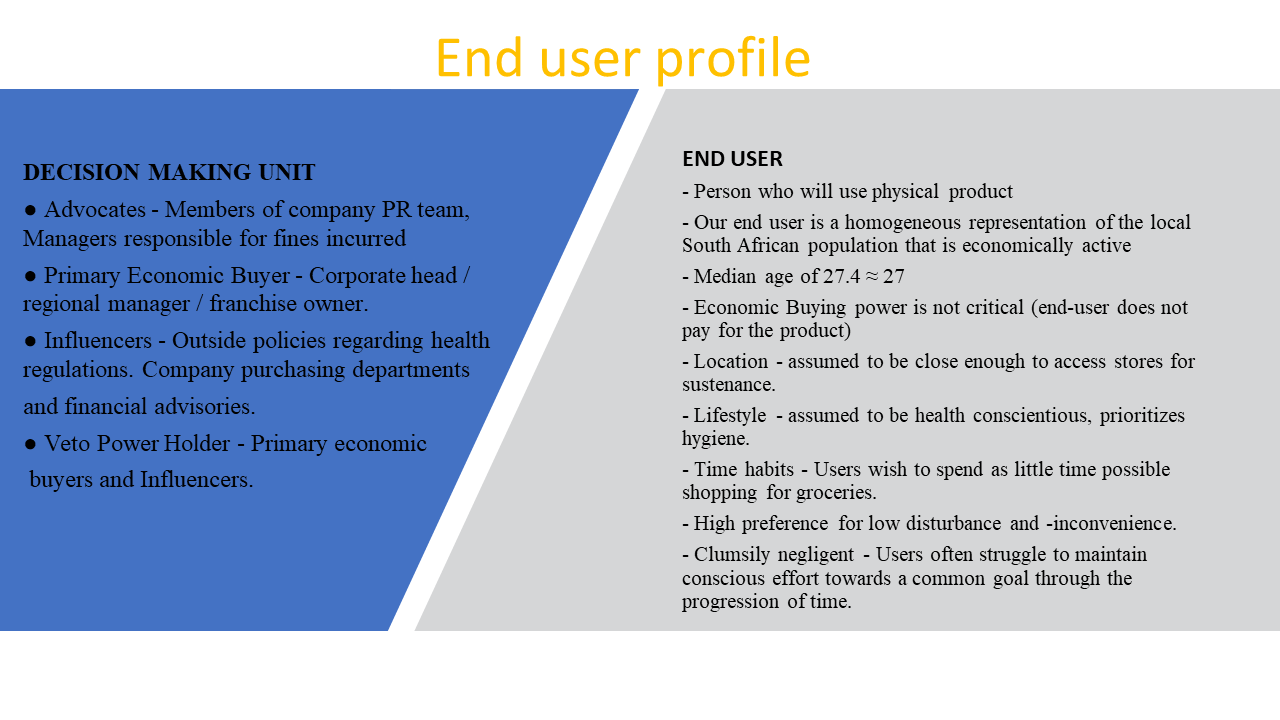 End user profile
DECISION MAKING UNIT
● Advocates - Members of company PR team,
Managers responsible for fines incurred
● Primary Economic Buyer - Corporate head /
regional manager / franchise owner.
● Influencers - Outside policies regarding health
regulations. Company purchasing departments
and financial advisories.
● Veto Power Holder - Primary economic
buyers and Influencers.
END USER
- Person who will use physical product
- Our end user is a homogeneous representation of the local
South African population that is economically active
- Median age of 27.4 ≈ 27
- Economic Buying power is not critical (end-user does not
pay for the product)
- Location - assumed to be close enough to access stores for
sustenance.
- Lifestyle - assumed to be health conscientious, prioritizes
hygiene.
- Time habits - Users wish to spend as little time possible
shopping for groceries.
- High preference for low disturbance and -inconvenience.
- Clumsily negligent - Users often struggle to maintain
conscious effort towards a common goal through the
progression of time.